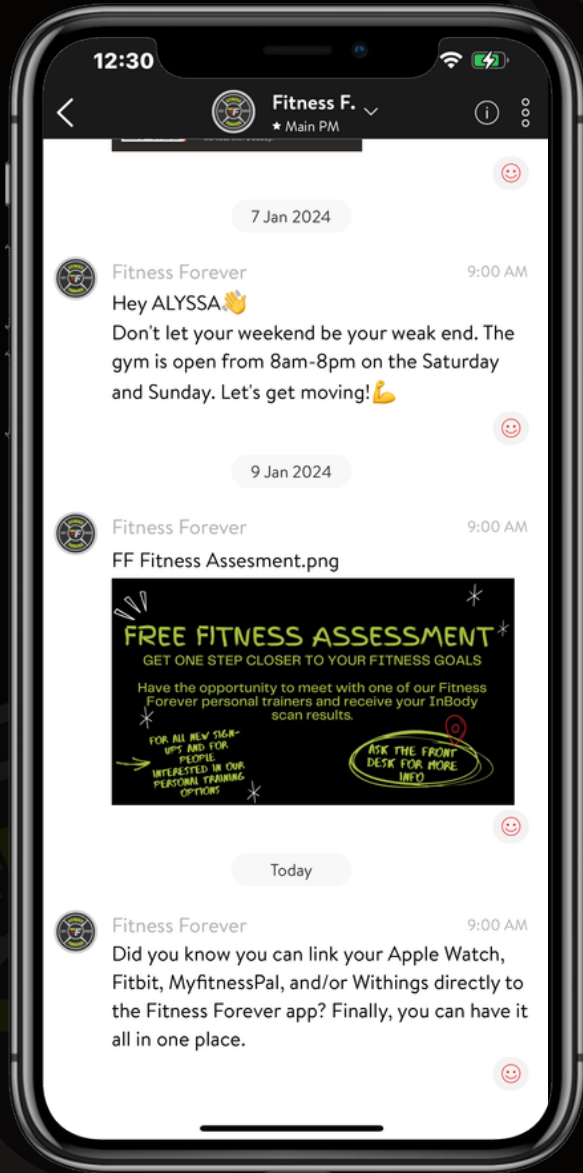 12:30
Fitness F.
★ Main PM
7 Jan 2024
Fitness Forever 9:00 AM
Hey ALYSSA👋
Don't let your weekend be your weak end. The
gym is open from 8am-8pm on the Saturday
and Sunday. Let's get moving!💪
9 Jan 2024
Fitness Forever 9:00 AM
FF Fitness Assesment.png
FREE FITNESS ASSESSMENT
GET ONE STEP CLOSER TO YOUR FITNESS GOALS
Have the opportunity to meet with one of our Fitness
Forever personal trainers and receive your InBody
scan results.
FOR ALL NEW SIGN-
UPS AND FOR
PEOPLE
INTERESTED IN OUR
PERSONAL TRAINING
OPTIONS
ASK THE FRONT
DESK FOR MORE
INFO
Today
Fitness Forever 9:00 AM
Did you know you can link your Apple Watch,
Fitbit, MyfitnessPal, and/or Withings directly to
the Fitness Forever app? Finally, you can have it
all in one place.